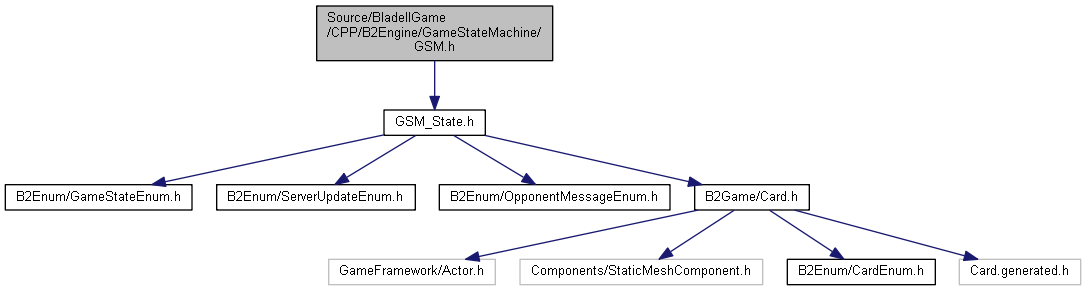 Source/BladeIIGame
/CPP/B2Engine/GameStateMachine/
GSM.h
GSM_State.h
B2Enum/GameStateEnum.h
B2Enum/ServerUpdateEnum.h
B2Enum/OpponentMessageEnum.h
B2Game/Card.h
GameFramework/Actor.h
Components/StaticMeshComponent.h
B2Enum/CardEnum.h
Card.generated.h